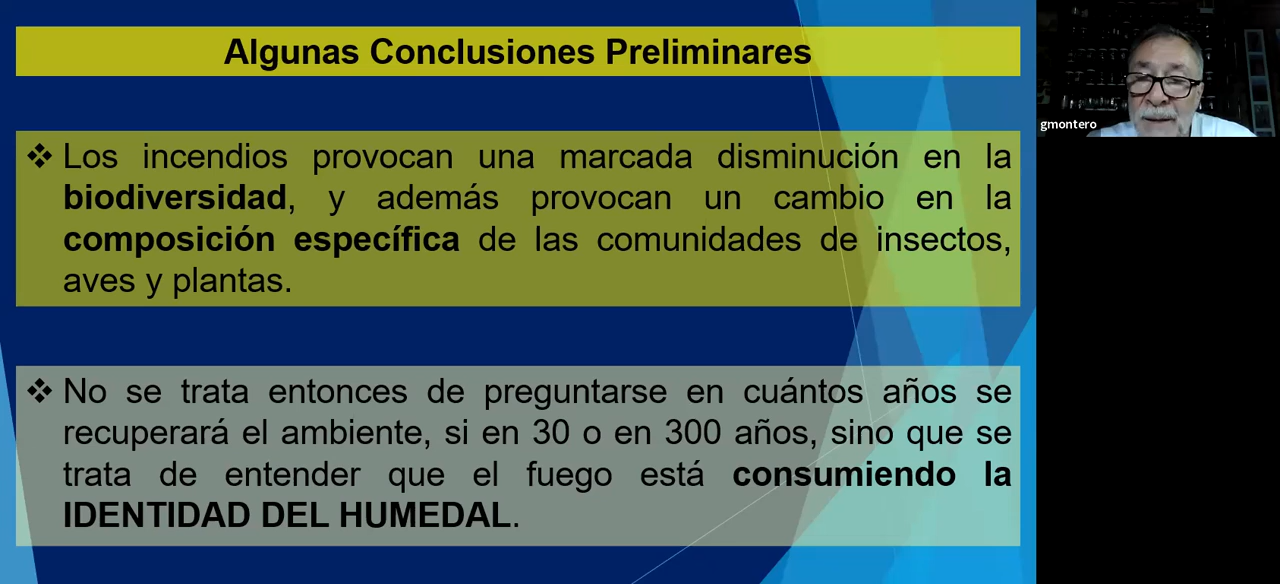 Algunas Conclusiones Preliminares
gmontero
❖ Los incendios provocan una marcada disminución en la
biodiversidad, y además provocan un cambio en la
composición específica de las comunidades de insectos,
aves y plantas.
❖ No se trata entonces de preguntarse en cuántos años se
recuperará el ambiente, si en 30 o en 300 años, sino que se
trata de entender que el fuego está consumiendo la
IDENTIDAD DEL HUMEDAL.